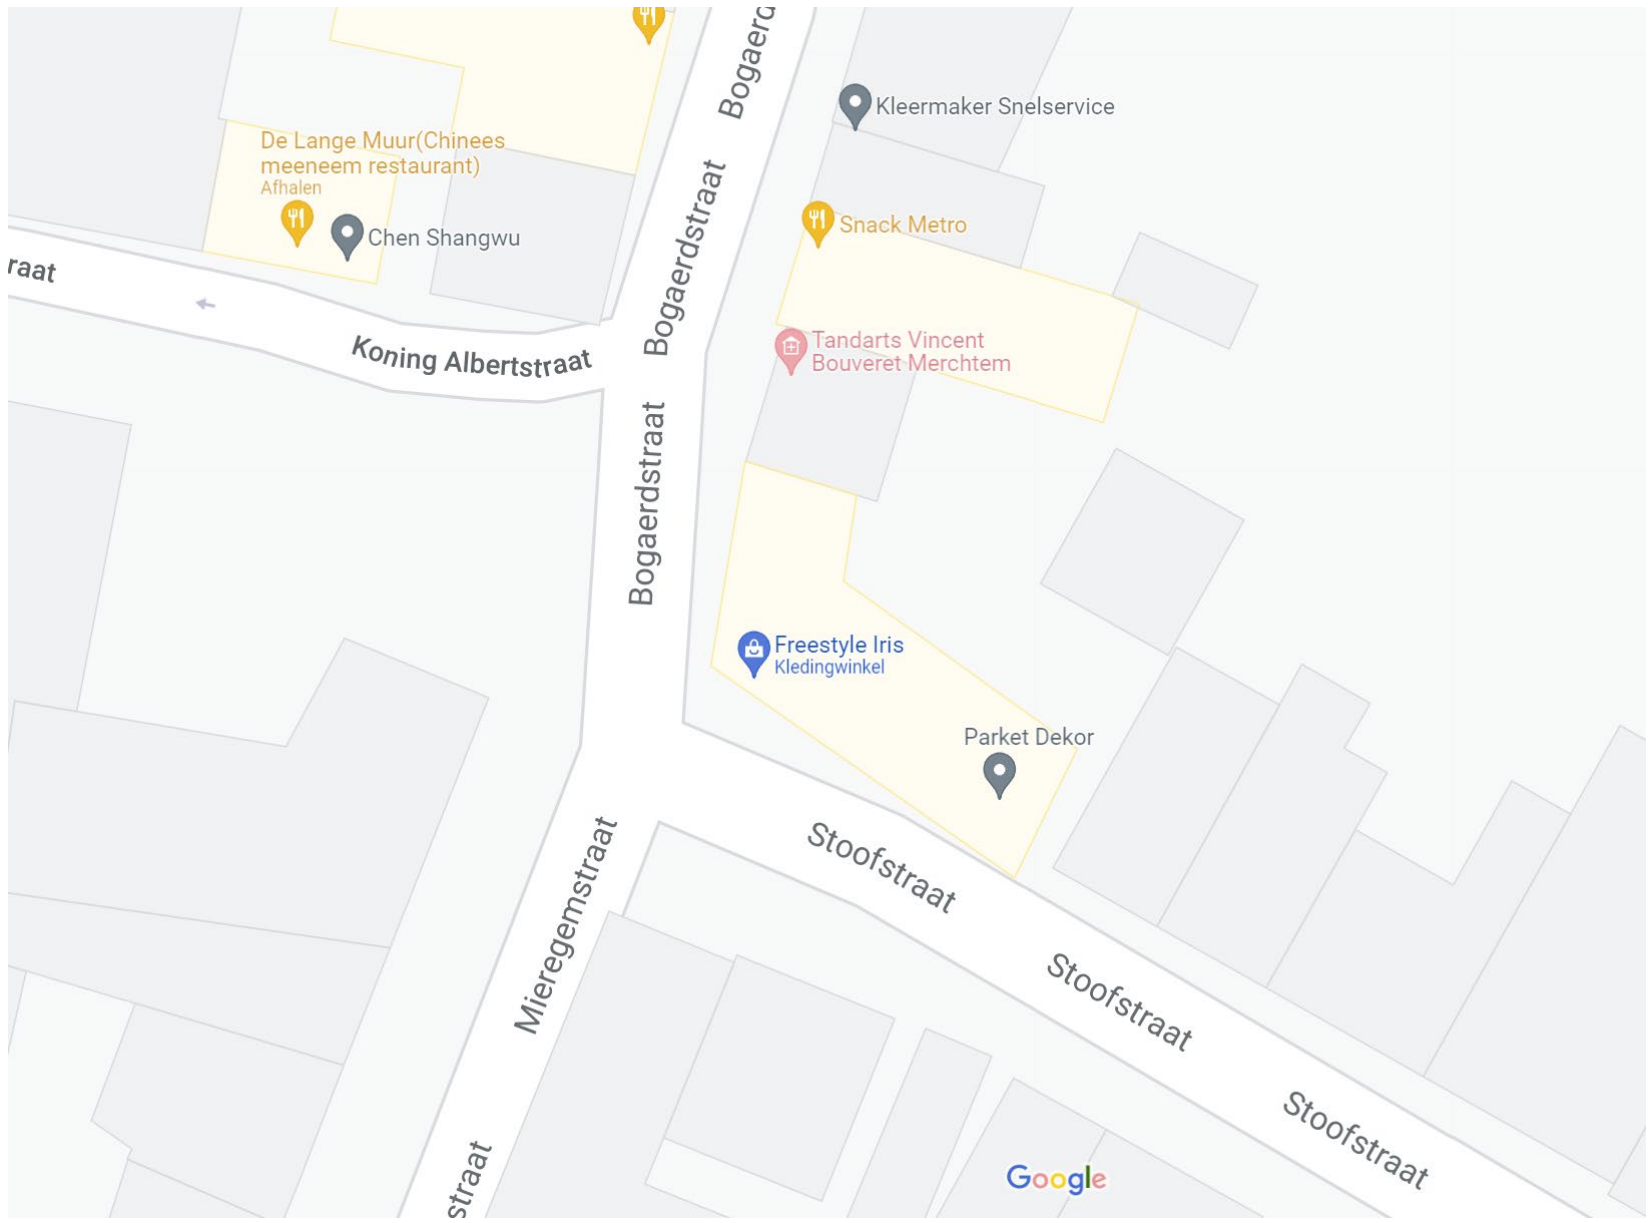 Bogaerd
Kleermaker Snelservice
De Lange Muur(Chinees
meeneem restaurant)
Afhalen
Chen Shangwu
Bogaerdstraat
Snack Metro
raat
Koning Albertstraat
Tandarts Vincent
Bouveret Merchtem
Bogaerdstraat
Freestyle Iris
Kledingwinkel
Parket Dekor
Mieregemstraat
Stoofstraat
Stoofstraat
Stoofstraat
straat
Google